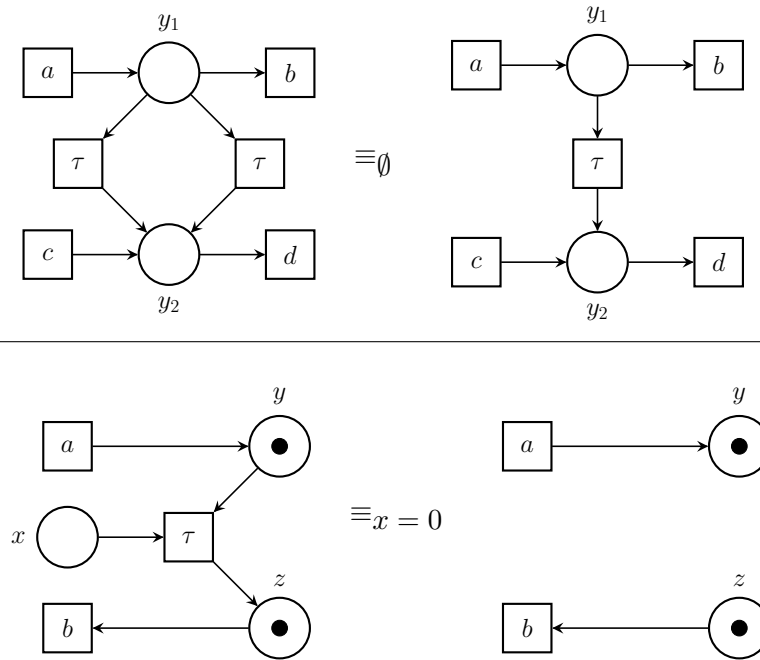 y₁ y₁
a b a b
τ τ ≡∅ τ
c d c d
y₂ y₂
y y
a a
x τ ≡x = 0
z z
b b